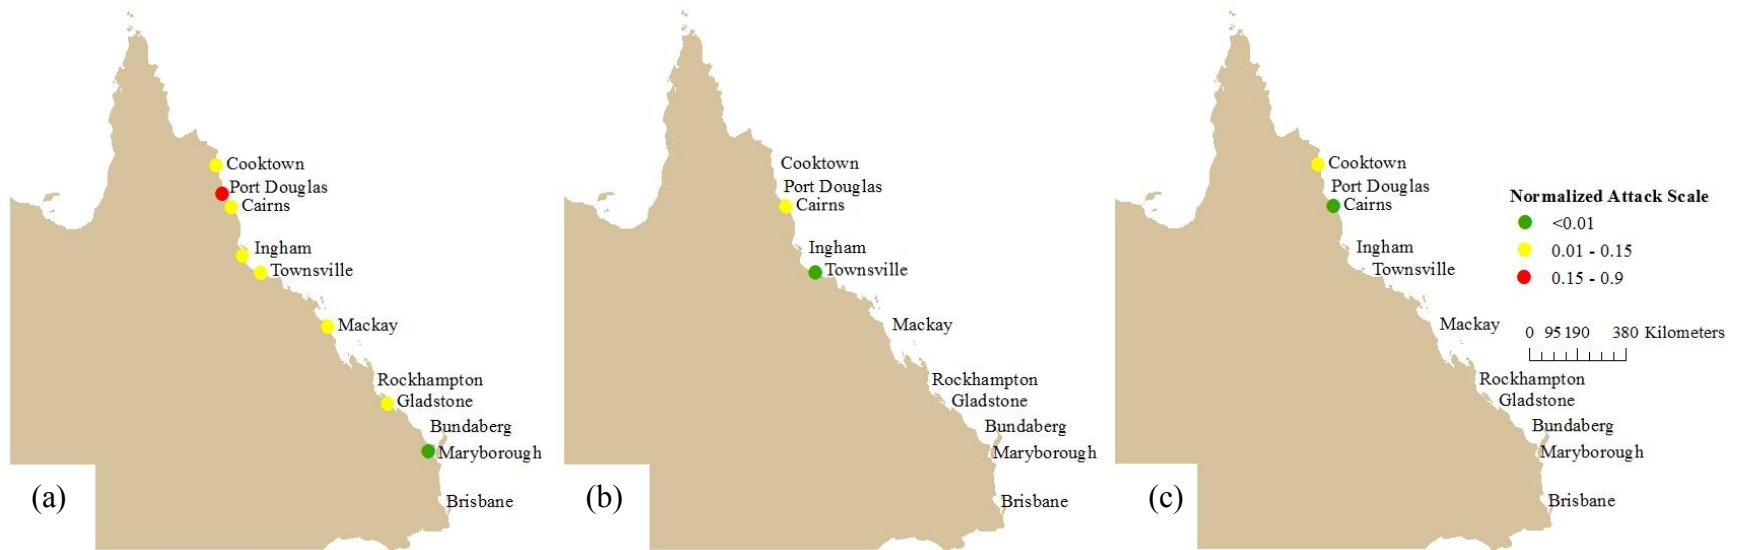 Cooktown
Port Douglas
Cairns
Ingham
Townsville
Mackay
Rockhampton
Gladstone
Bundaberg
Maryborough
Brisbane
(a)
Cooktown
Port Douglas
Cairns
Ingham
Townsville
Mackay
Rockhampton
Gladstone
Bundaberg
Maryborough
Brisbane
(b)
Cooktown
Port Douglas
Cairns
Ingham
Townsville
Mackay
Rockhampton
Gladstone
Bundaberg
Maryborough
Brisbane
(c)
Normalized Attack Scale
<0.01
0.01 - 0.15
0.15 - 0.9
0 95 190 380 Kilometers